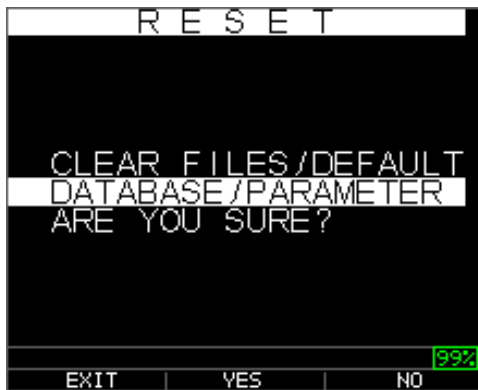 RESET
CLEAR FILES/DEFAULT
DATABASE/PARAMETER
ARE YOU SURE?
99%
EXIT | YES | NO